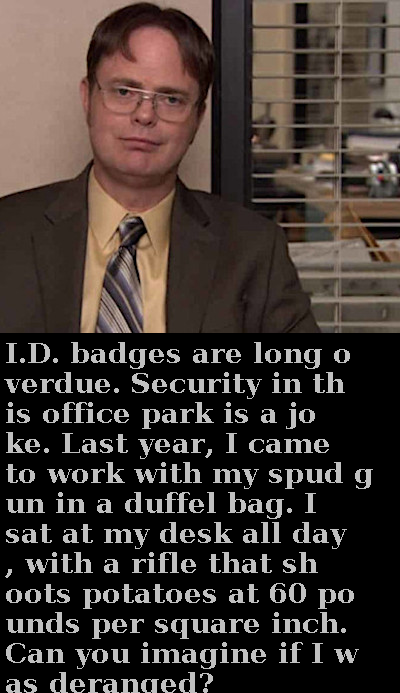 I.D. badges are long o
verdue. Security in th
is office park is a jo
ke. Last year, I came
to work with my spud g
un in a duffel bag. I
sat at my desk all day
, with a rifle that sh
oots potatoes at 60 po
unds per square inch.
Can you imagine if I w
as deranged?